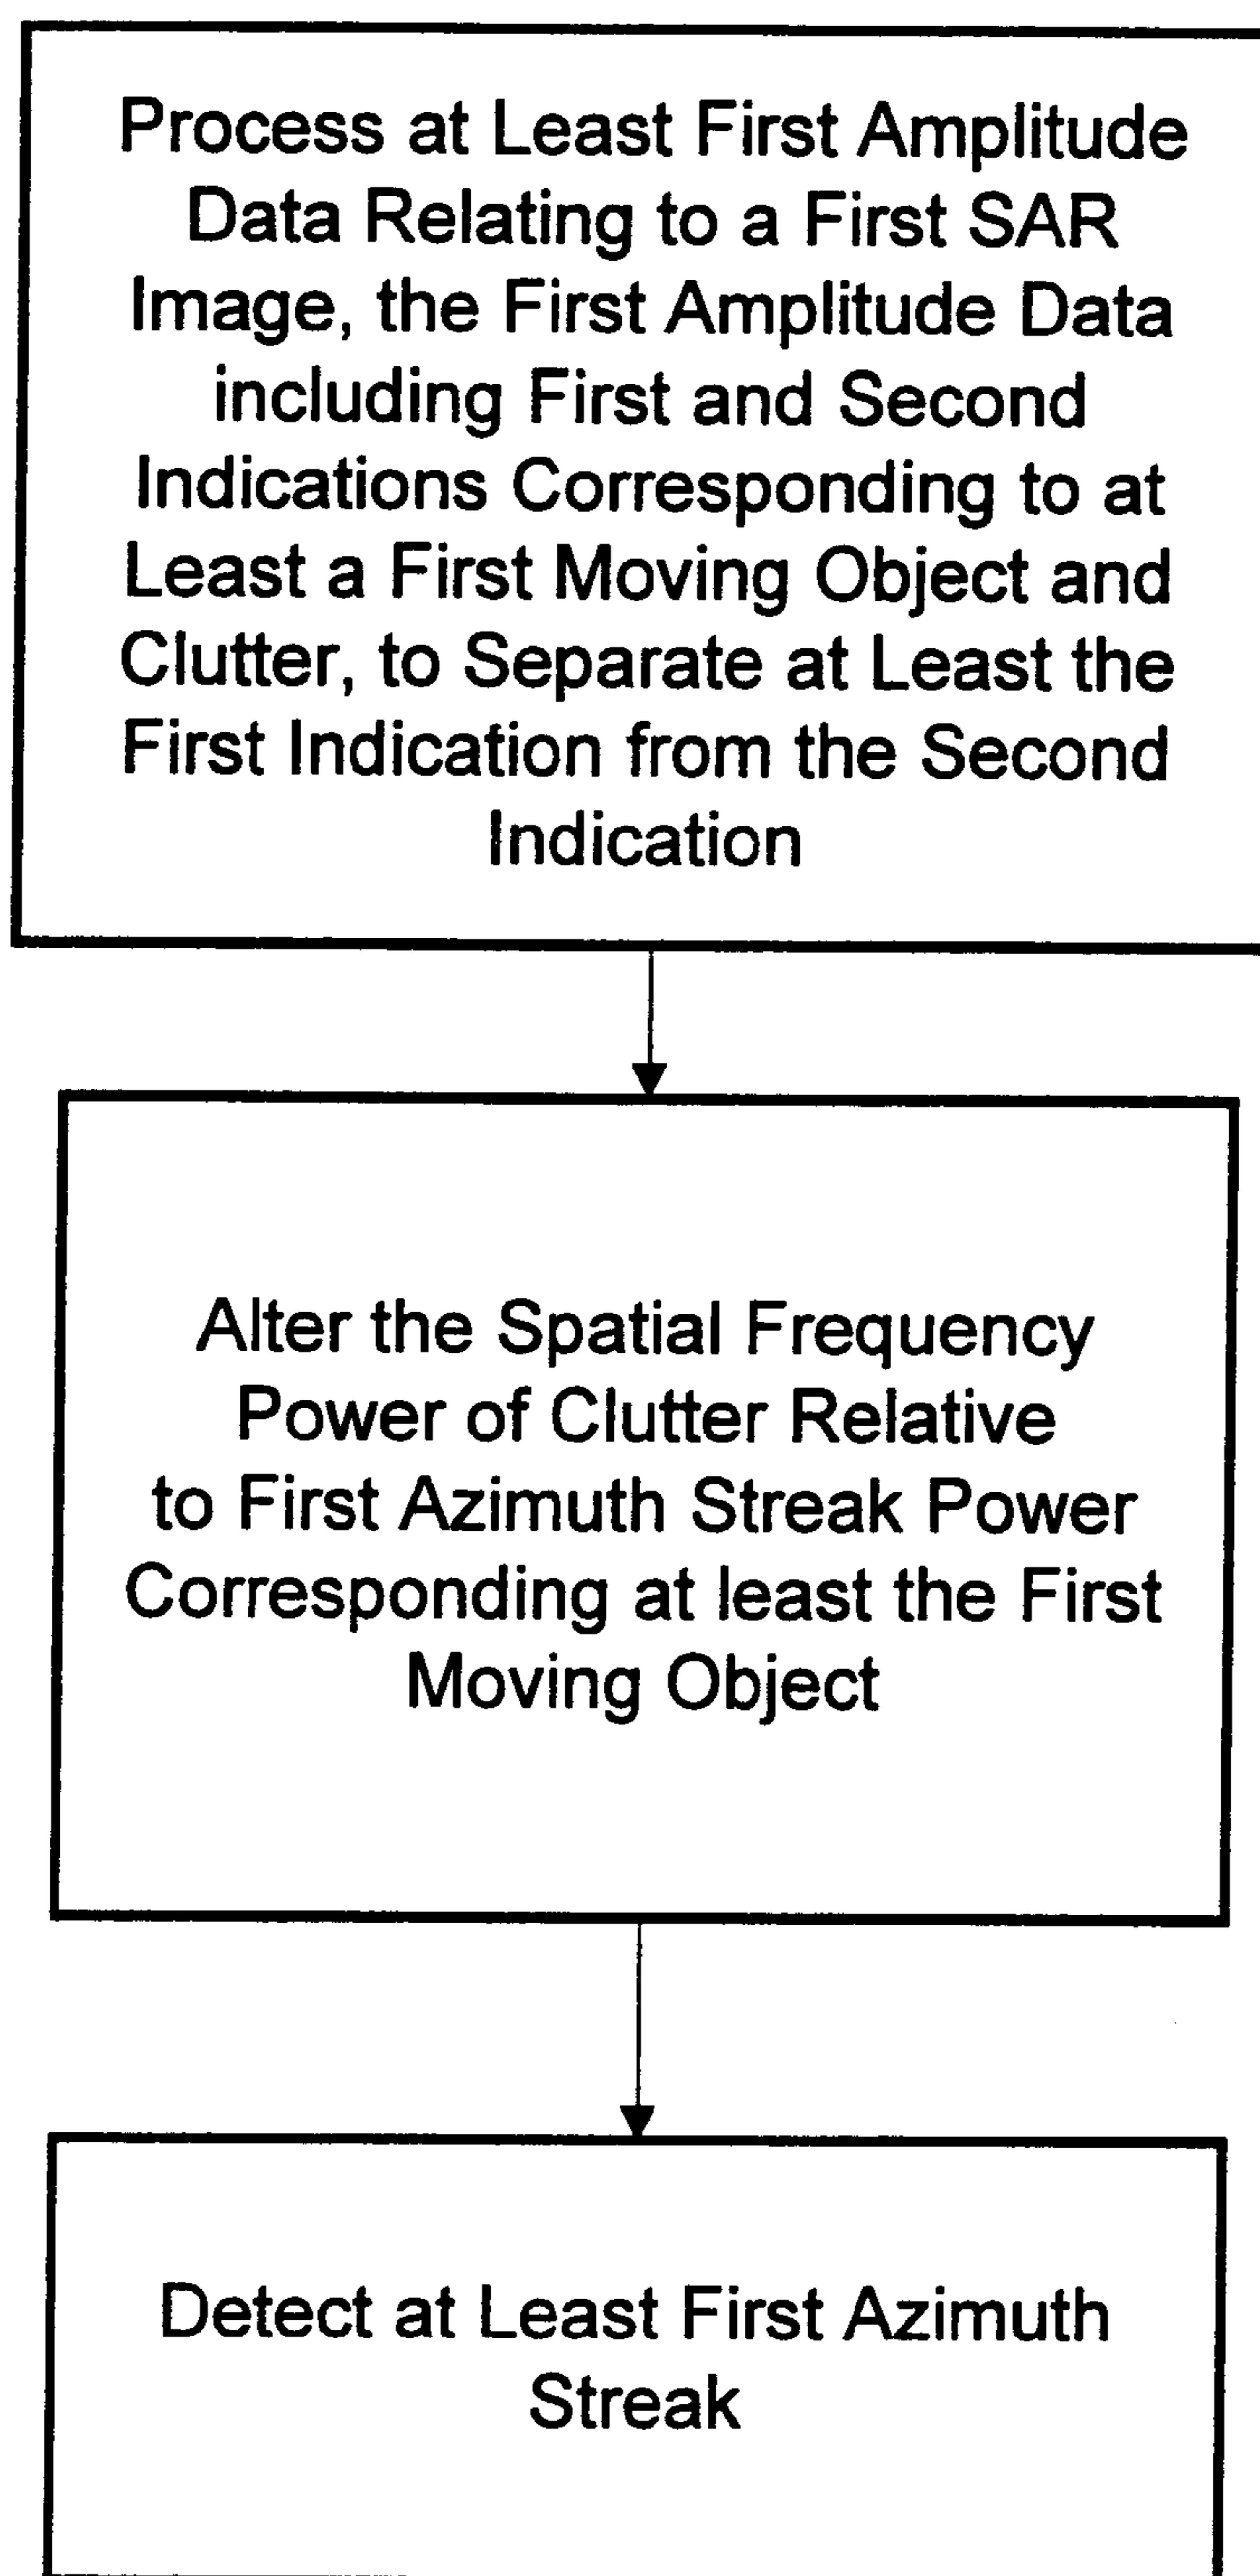 Process at Least First Amplitude
Data Relating to a First SAR
Image, the First Amplitude Data
including First and Second
Indications Corresponding to at
Least a First Moving Object and
Clutter, to Separate at Least the
First Indication from the Second
Indication
Alter the Spatial Frequency
Power of Clutter Relative
to First Azimuth Streak Power
Corresponding at least the First
Moving Object
Detect at Least First Azimuth
Streak